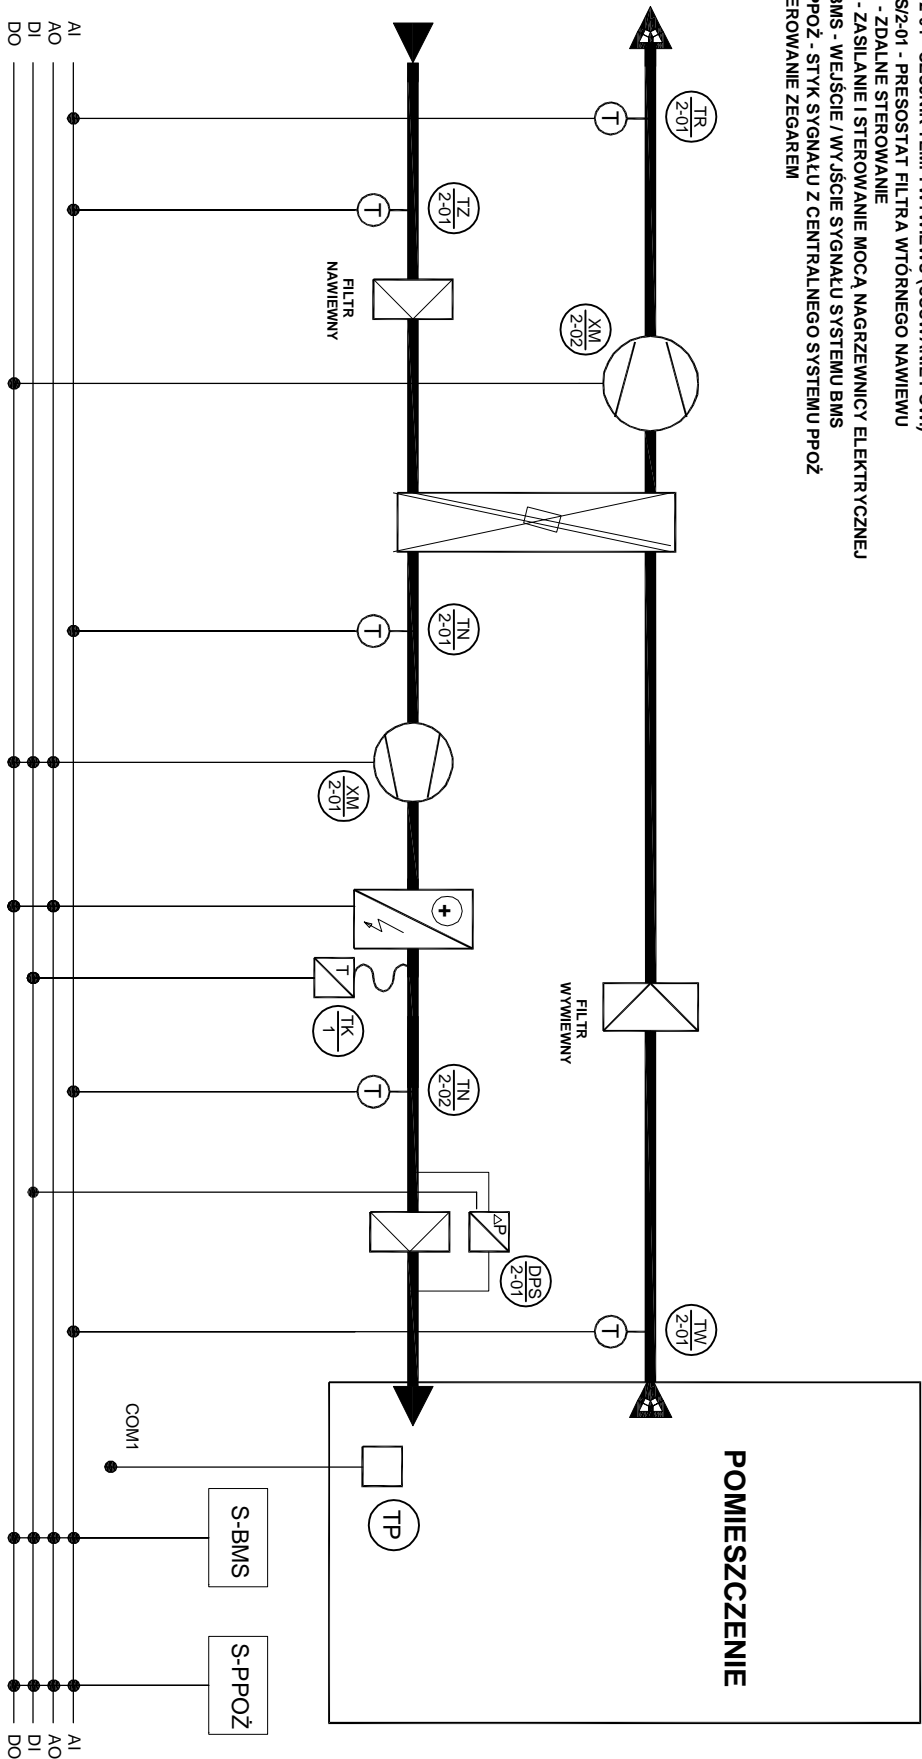 S/2-01 - PRESOSTAT FILTRA WTÓRNEGO NAWIEWU
- ZDALNE STEROWANIE
- ZASILANIE I STEROWANIE MOCĄ NAGRZEWNICY ELEKTRYCZNEJ
BMS - WEJŚCIE / WYJŚCIE SYGNAŁU SYSTEMU BMS
PPOŻ - STYK SYGNAŁU Z CENTRALNEGO SYSTEMU PPOŻ
EROWANIE ZEGAREM
POMIESZCZENIE
TR
2-01
T
XM
2-02
FILTR
WYWIEWNY
TW
2-01
T
TZ
2-01
T
FILTR
NAWIEWNY
TN
2-01
T
XM
2-01
+
T
TK
1
TN
2-02
T
ΔP
DPS
2-01
TP
COM1
S-BMS
S-PPOŻ
AI
AO
DI
DO
AI
AO
DI
DO